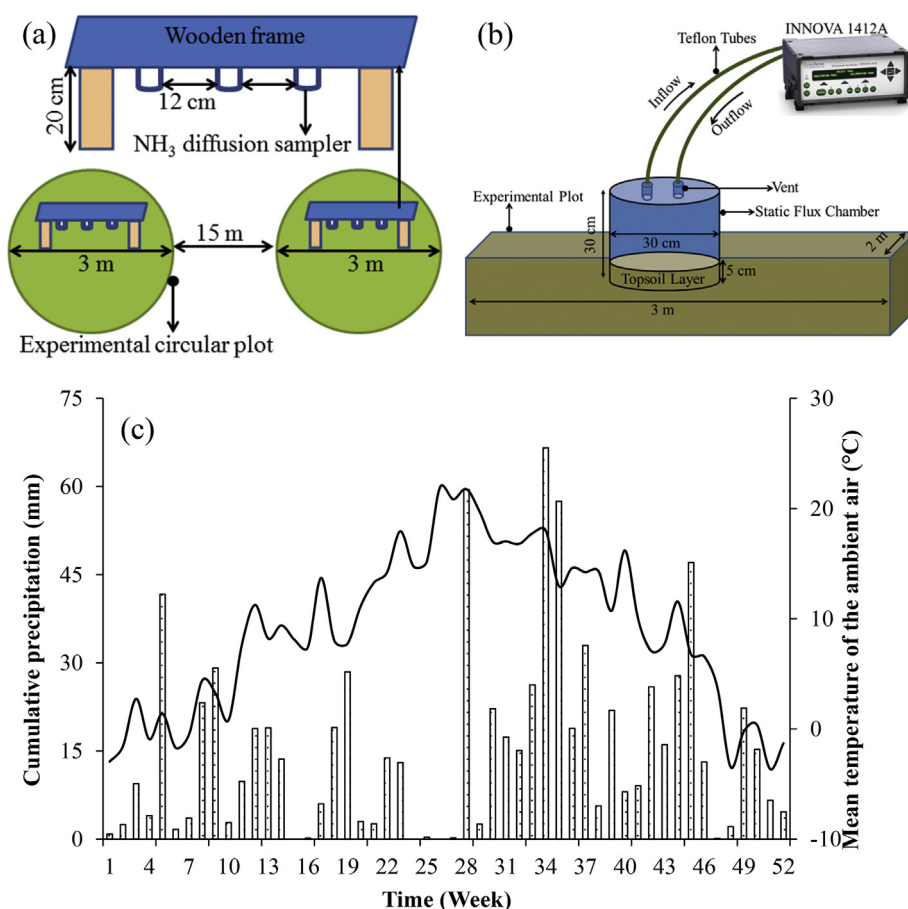 (a)
Wooden frame
20 cm
12 cm
NH₃ diffusion sampler
15 m
3 m
3 m
Experimental circular plot
(b)
INNOVA 1412A
Teflon Tubes
Inflow
Outflow
Experimental Plot
Vent
Static Flux Chamber
30 cm
30 cm
2 m
5 cm
Topsoil Layer
3 m
(c)
Cumulative precipitation (mm)
75
60
45
30
15
0
Mean temperature of the ambient air (°C)
30
20
10
0
-10
1 4 7 10 13 16 19 22 25 28 31 34 37 40 43 46 49 52
Time (Week)